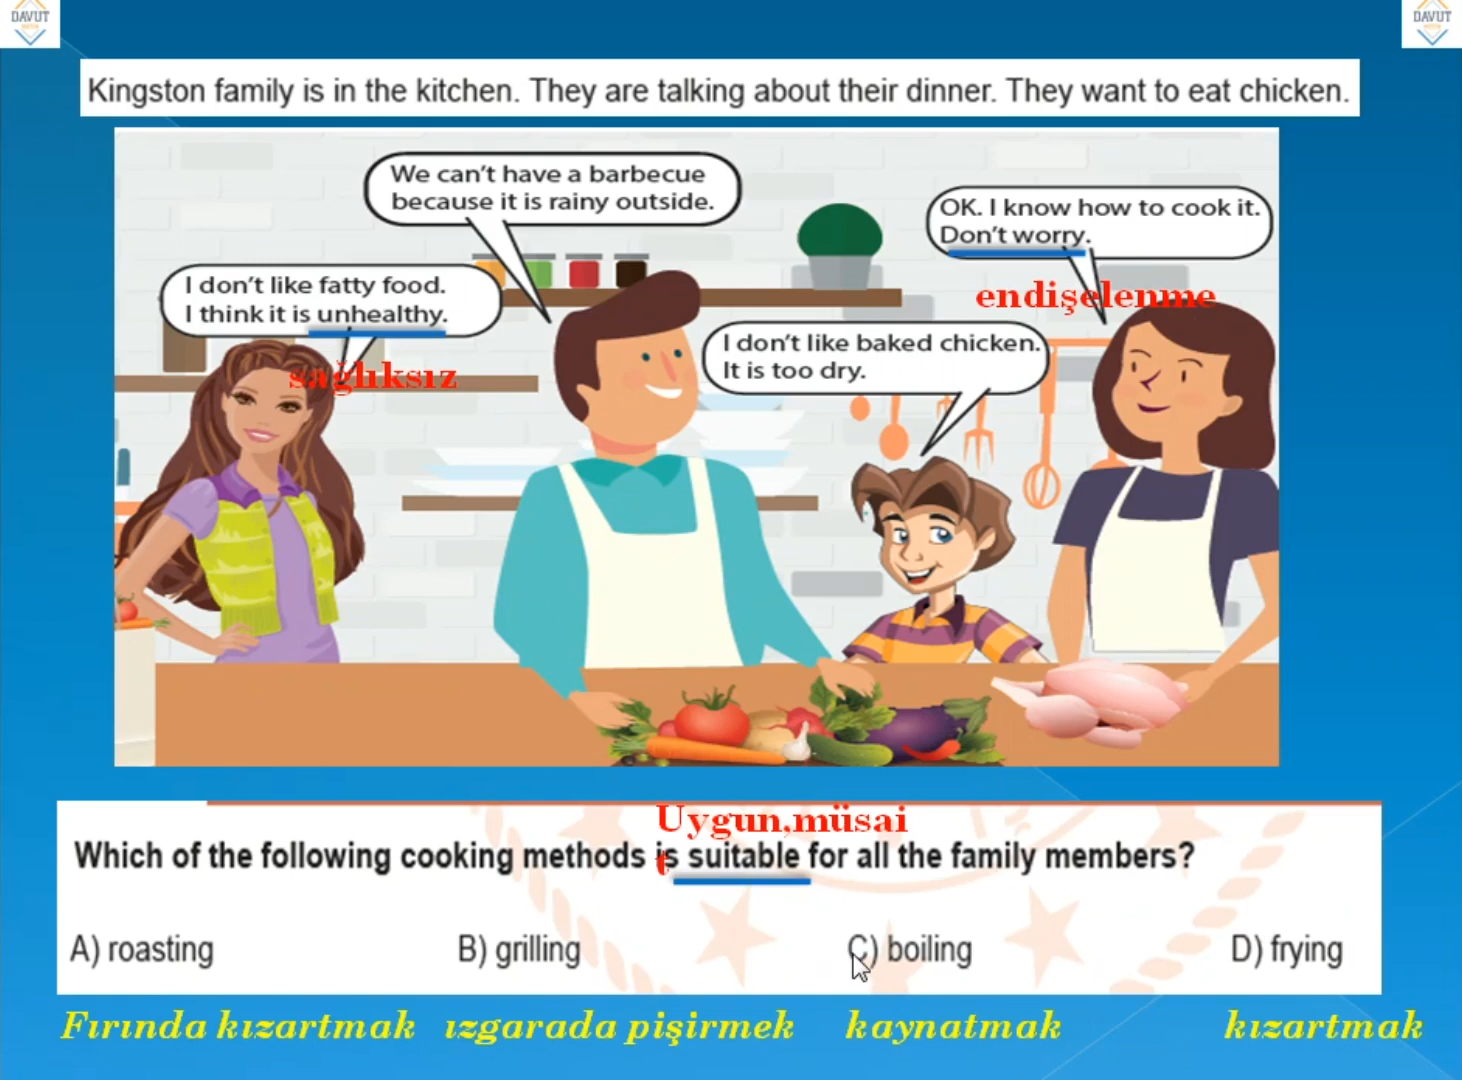 DAVUT
DAVUT
Kingston family is in the kitchen. They are talking about their dinner. They want to eat chicken.
We can't have a barbecue
because it is rainy outside.
OK. I know how to cook it.
Don't worry.
endişelenme
I don't like fatty food.
I think it is unhealthy.
sağlıksız
I don't like baked chicken.
It is too dry.
Uygun,müsai
t
Which of the following cooking methods is suitable for all the family members?
A) roasting B) grilling C) boiling D) frying
Fırında kızartmak ızgarada pişirmek kaynatmak kızartmak